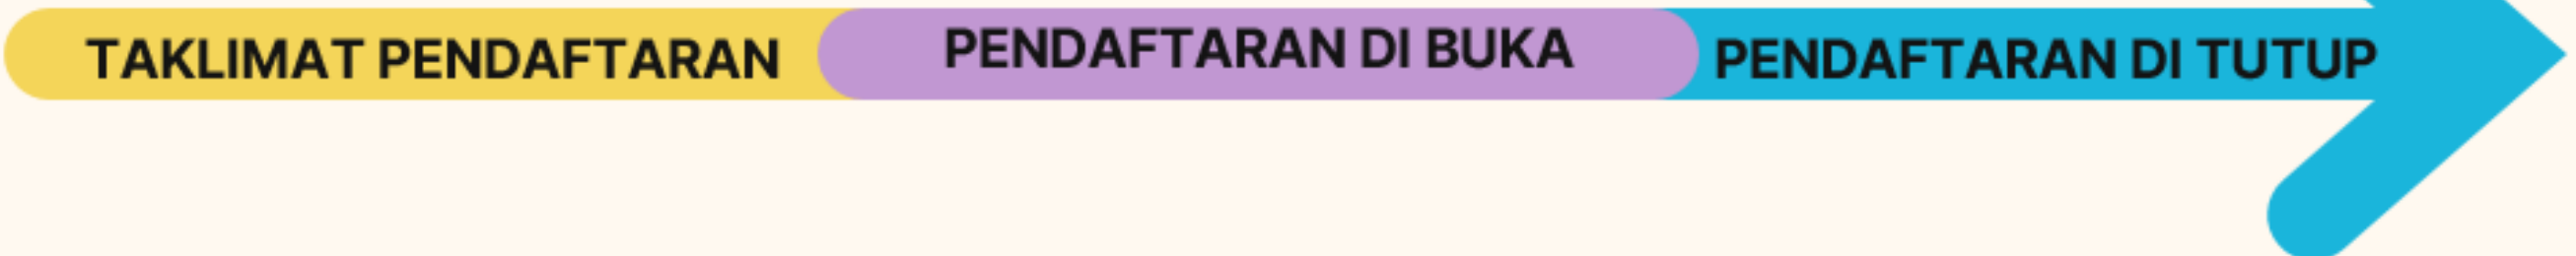 TAKLIMAT PENDAFTARAN
PENDAFTARAN DI BUKA
PENDAFTARAN DI TUTUP